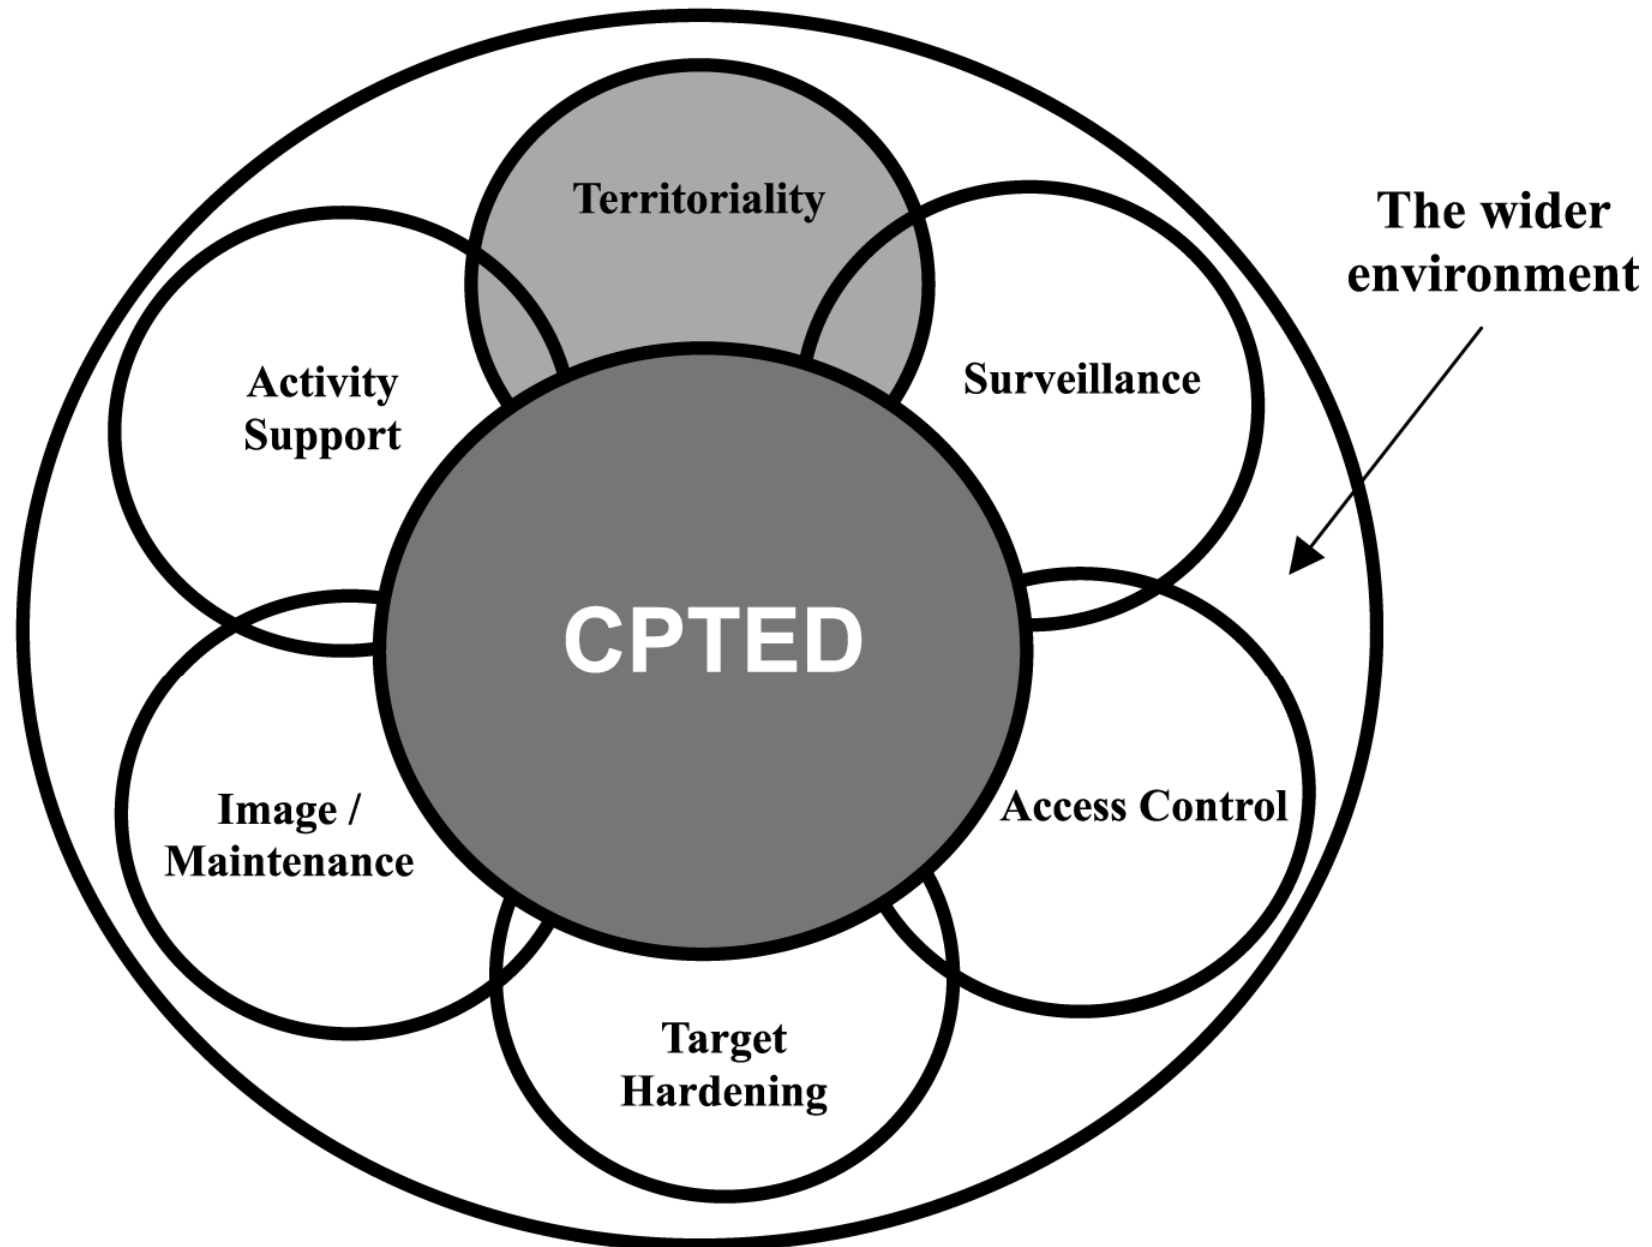 Territoriality
The wider
environment
Surveillance
Activity
Support
CPTED
Access Control
Image /
Maintenance
Target
Hardening